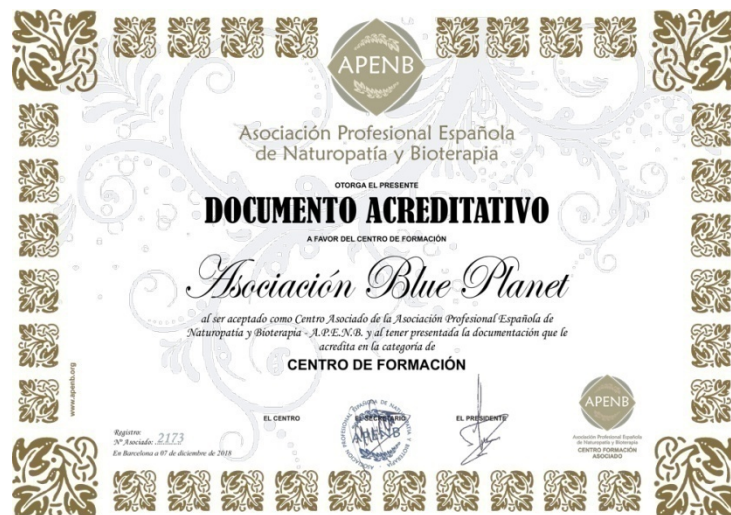 APENB
Asociación Profesional Española
de Naturopatía y Bioterapia
OTORGA EL PRESENTE
DOCUMENTO ACREDITATIVO
A FAVOR DEL CENTRO DE FORMACIÓN
Asociación Blue Planet
al ser aceptado como Centro Asociado de la Asociación Profesional Española de
Naturopatía y Bioterapia - A.P.E.N.B. y al tener presentada la documentación que le
acredita en la categoría de
CENTRO DE FORMACIÓN
www.apenb.org
EL CENTRO
EL SECRETARIO
EL PRESIDENTE
APENB
Registro:
Nº Asociado: 2173
En Barcelona a 07 de diciembre de 2018
APENB
Asociación Profesional Española
de Naturopatía y Bioterapia
CENTRO FORMACIÓN
ASOCIADO